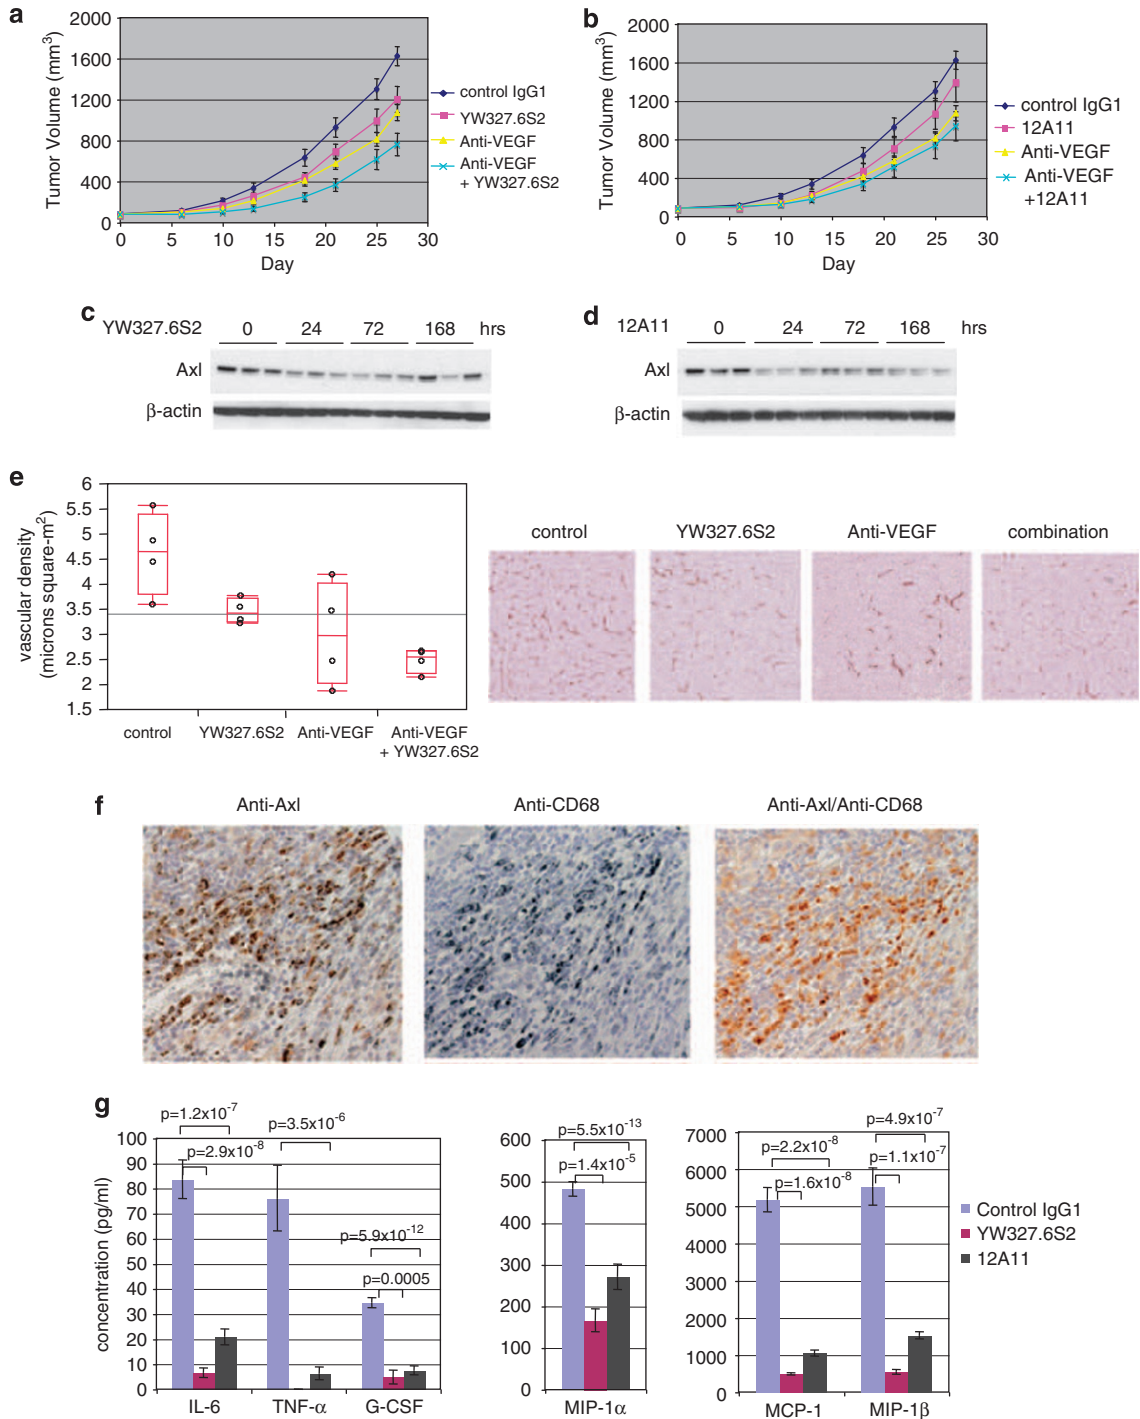 a
Tumor Volume (mm3)
2000
1600
1200
800
400
0
0 5 10 15 20 25 30
Day
control IgG1
YW327.6S2
Anti-VEGF
Anti-VEGF
+ YW327.6S2
b
Tumor Volume (mm3)
2000
1600
1200
800
400
0
0 5 10 15 20 25 30
Day
control IgG1
12A11
Anti-VEGF
Anti-VEGF
+12A11
c
YW327.6S2 0 24 72 168 hrs
Axl
β-actin
d
12A11 0 24 72 168 hrs
Axl
β-actin
e
vascular density
(microns square-m2)
6
5.5
5
4.5
4
3.5
3
2.5
2
1.5
control YW327.6S2 Anti-VEGF Anti-VEGF
+ YW327.6S2
control YW327.6S2 Anti-VEGF combination
f
Anti-Axl Anti-CD68 Anti-Axl/Anti-CD68
g
concentration (pg/ml)
100
90
80
70
60
50
40
30
20
10
0
p=1.2x10-7
p=2.9x10-8
p=3.5x10-6
p=5.9x10-12
p=0.0005
IL-6 TNF-α G-CSF
600
500
400
300
200
100
0
p=5.5x10-13
p=1.4x10-5
MIP-1α
7000
6000
5000
4000
3000
2000
1000
0
p=4.9x10-7
p=2.2x10-8
p=1.1x10-7
p=1.6x10-8
MCP-1 MIP-1β
Control IgG1
YW327.6S2
12A11